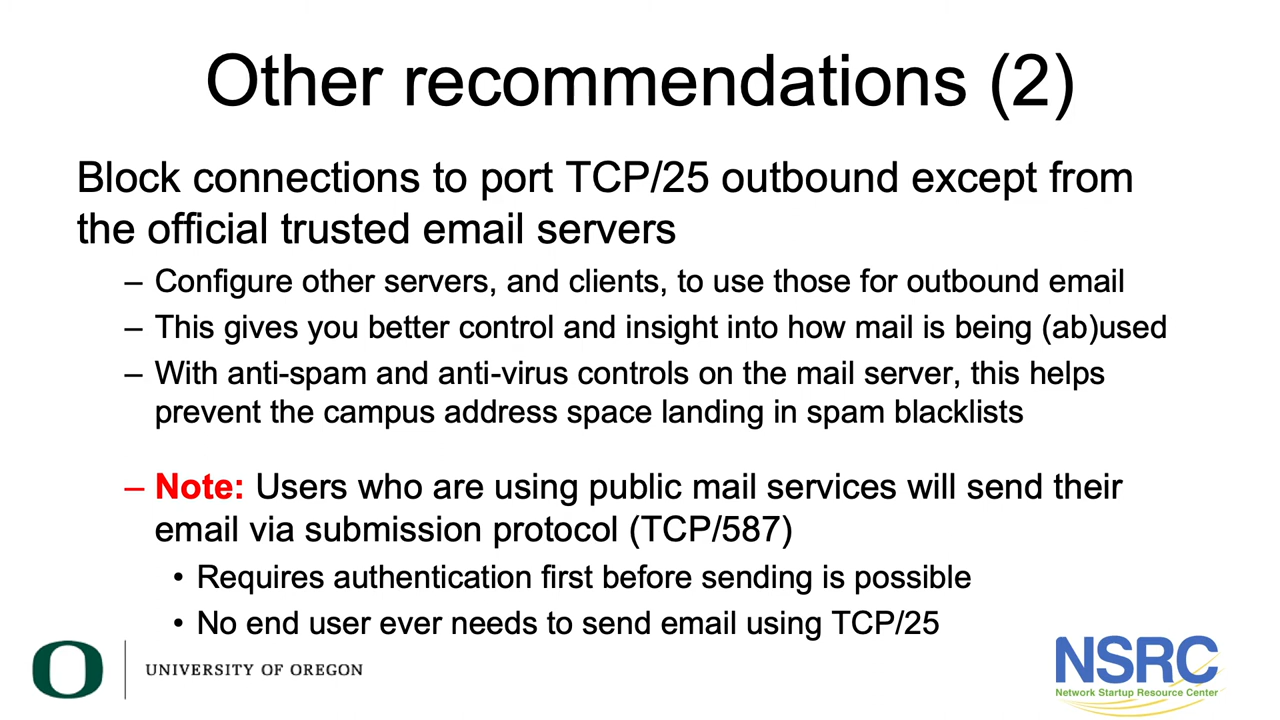 Other recommendations (2)
Block connections to port TCP/25 outbound except from
the official trusted email servers
– Configure other servers, and clients, to use those for outbound email
– This gives you better control and insight into how mail is being (ab)used
– With anti-spam and anti-virus controls on the mail server, this helps
prevent the campus address space landing in spam blacklists
– Note: Users who are using public mail services will send their
email via submission protocol (TCP/587)
• Requires authentication first before sending is possible
• No end user ever needs to send email using TCP/25
O
UNIVERSITY OF OREGON
NSRC
Network Startup Resource Center